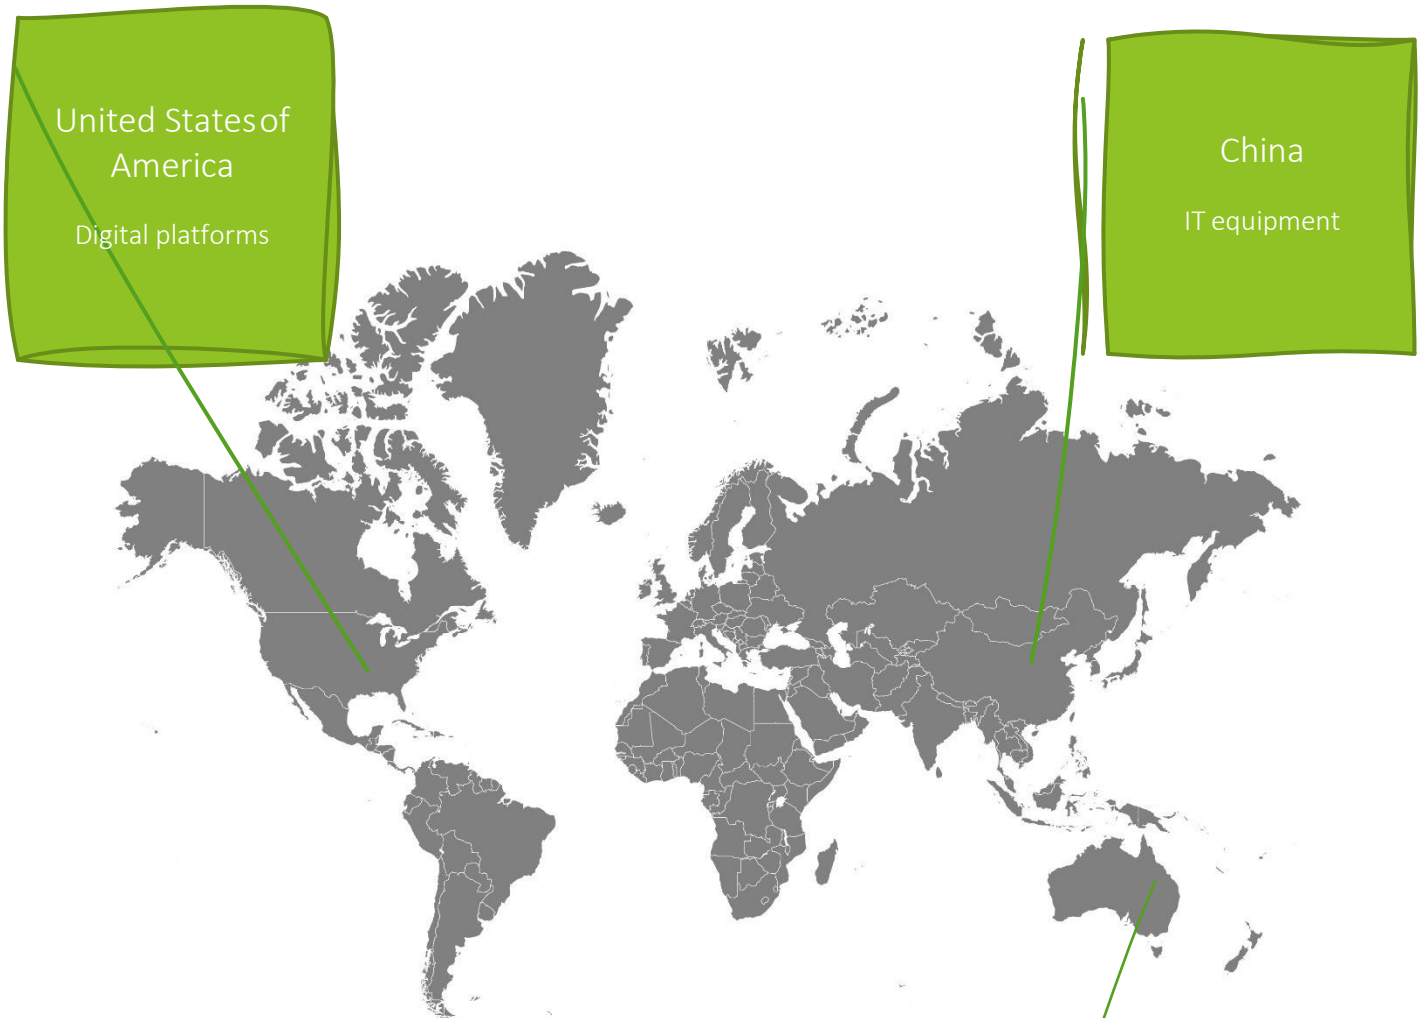 United States of
America
Digital platforms
China
IT equipment